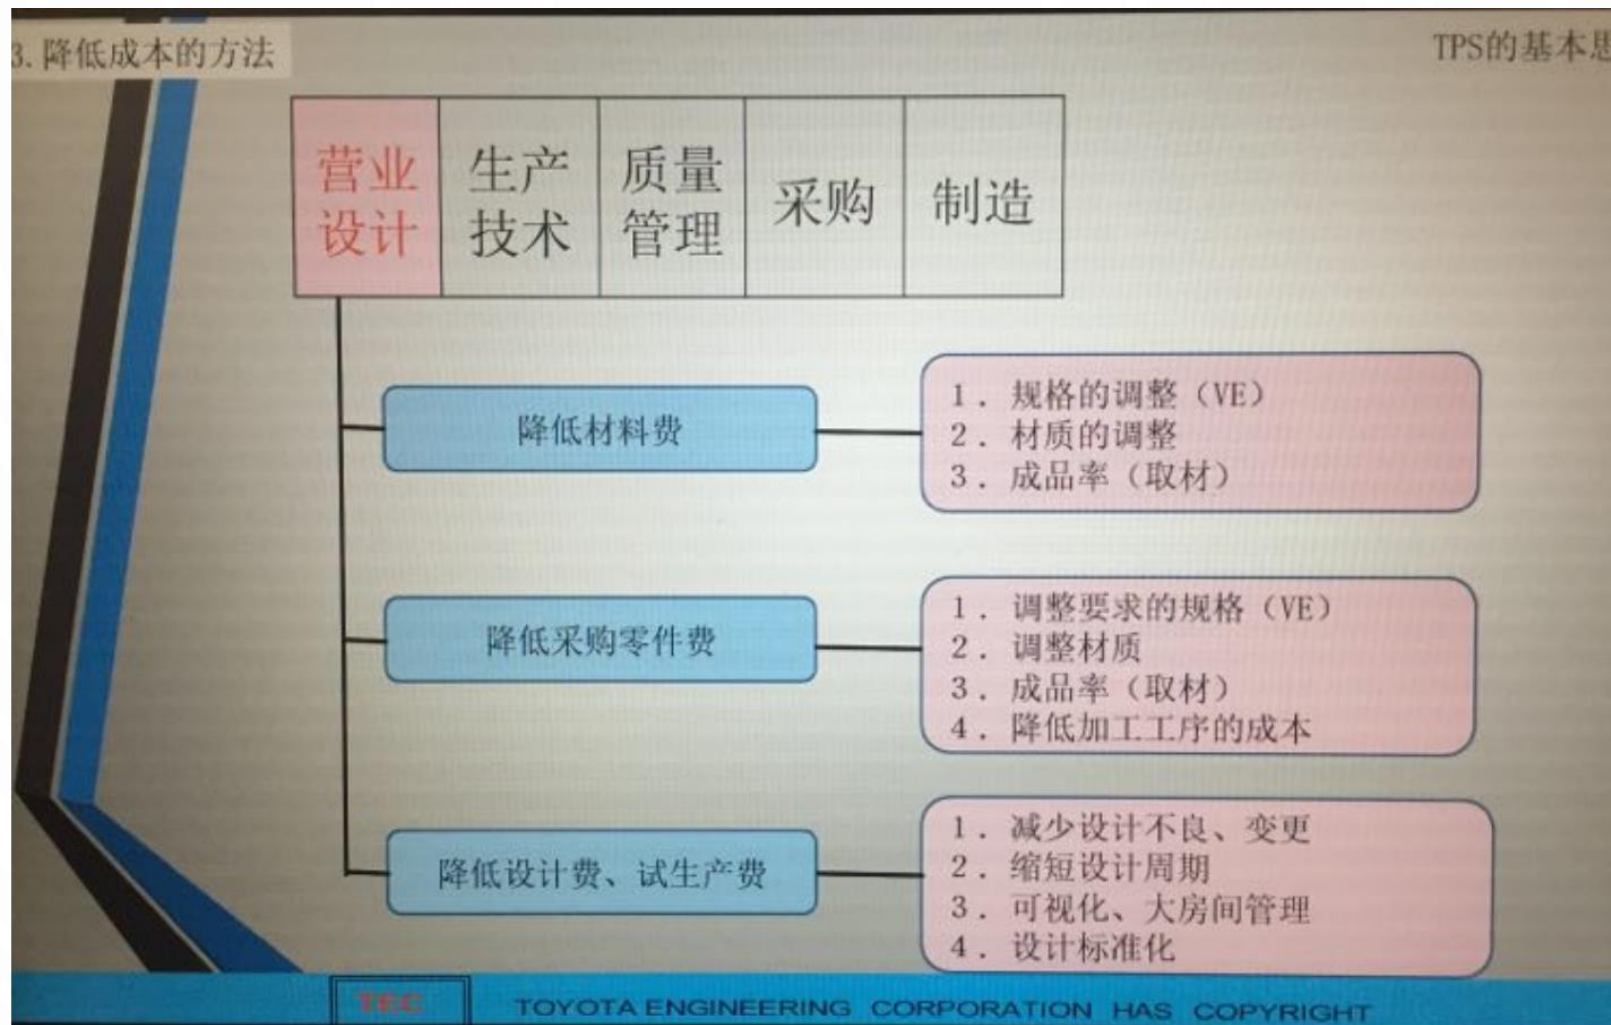 3.降低成本的方法
TPS的基本思
营业
设计
生产
技术
质量
管理
采购
制造
降低材料费
1．规格的调整（VE）
2．材质的调整
3．成品率（取材）
降低采购零件费
1．调整要求的规格（VE）
2．调整材质
3．成品率（取材）
4．降低加工工序的成本
降低设计费、试生产费
1．减少设计不良、变更
2．缩短设计周期
3．可视化、大房间管理
4．设计标准化
TEC
TOYOTA ENGINEERING CORPORATION HAS COPYRIGHT